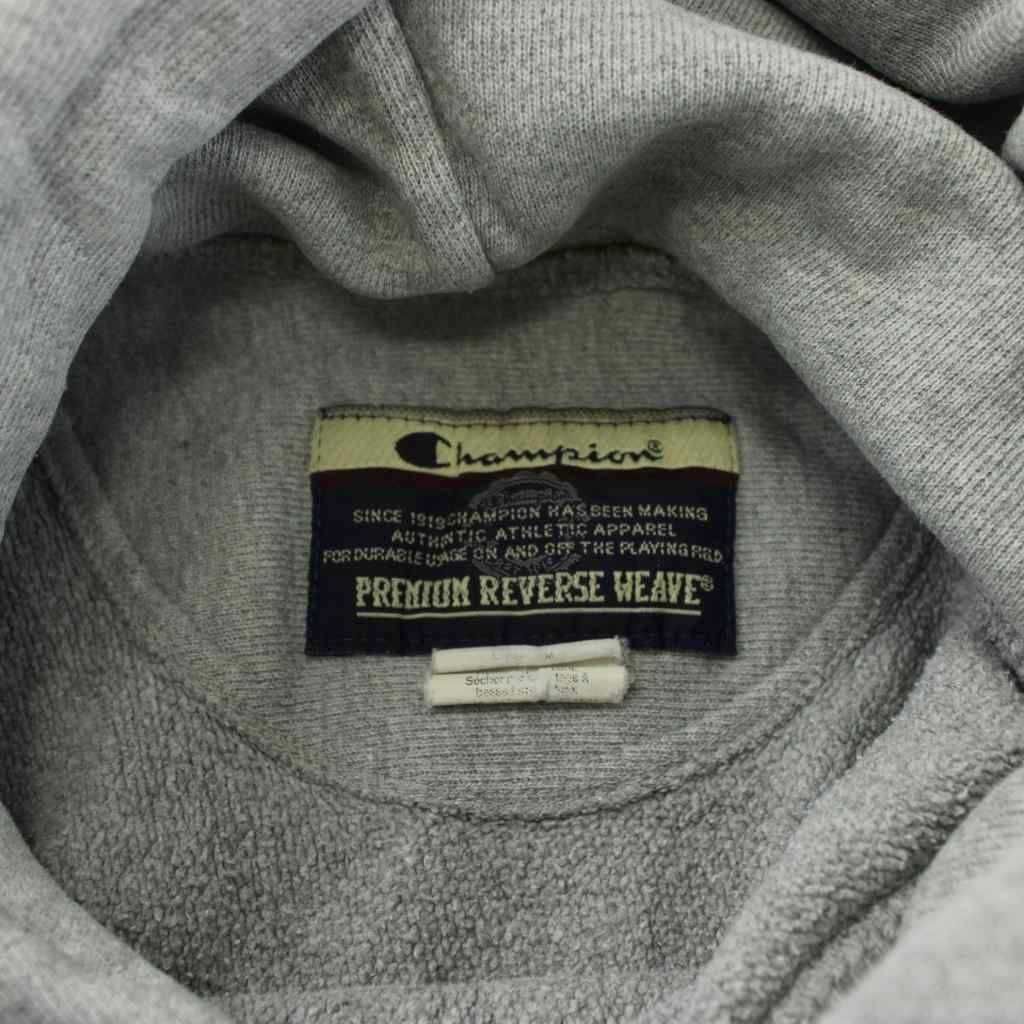 Champion®
SINCE 1919 CHAMPION HAS BEEN MAKING
AUTHENTIC ATHLETIC APPAREL
FOR DURABLE USAGE ON AND OFF THE PLAYING FIELD
PREMIUM REVERSE WEAVE®